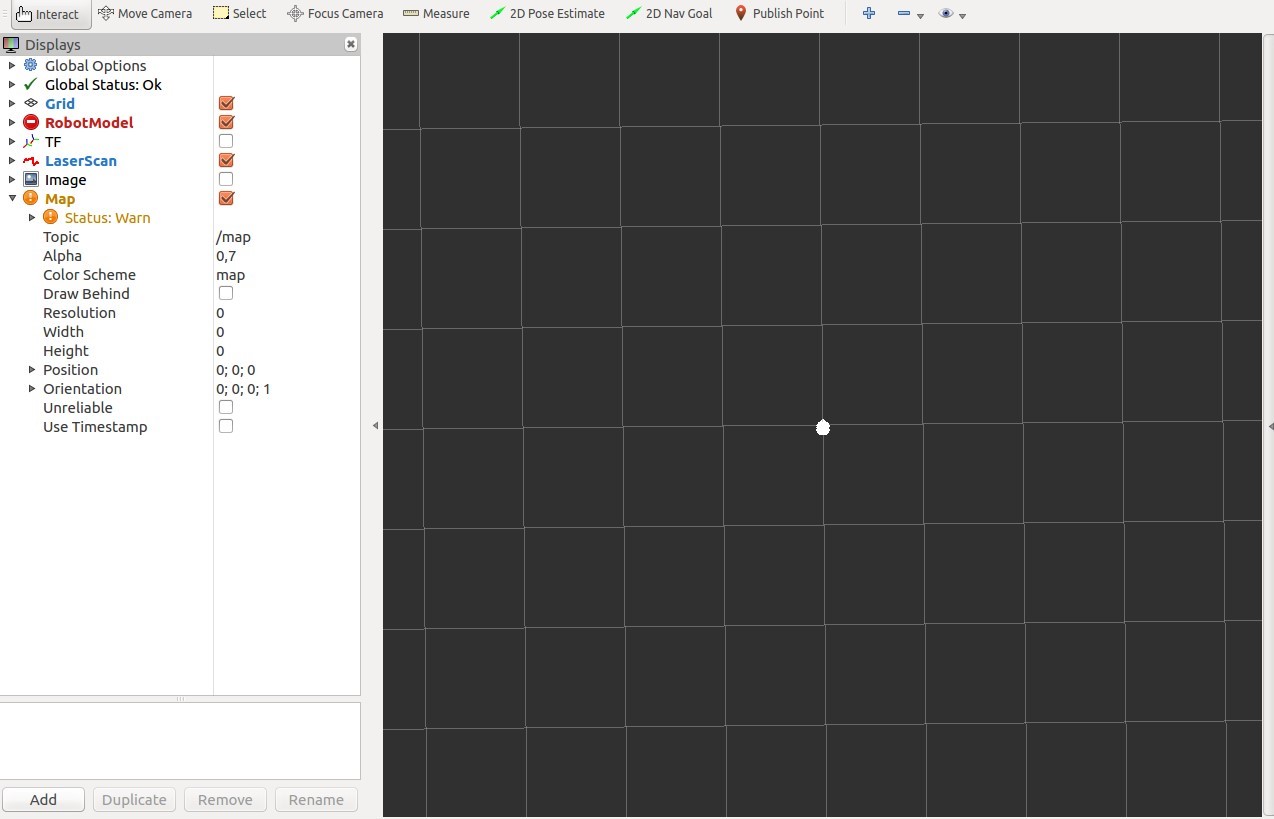 Interact Move Camera Select Focus Camera Measure 2D Pose Estimate 2D Nav Goal Publish Point
Displays
Global Options
Global Status: Ok
Grid
RobotModel
TF
LaserScan
Image
Map
Status: Warn
Topic /map
Alpha 0,7
Color Scheme map
Draw Behind
Resolution 0
Width 0
Height 0
Position 0; 0; 0
Orientation 0; 0; 0; 1
Unreliable
Use Timestamp
Add Duplicate Remove Rename